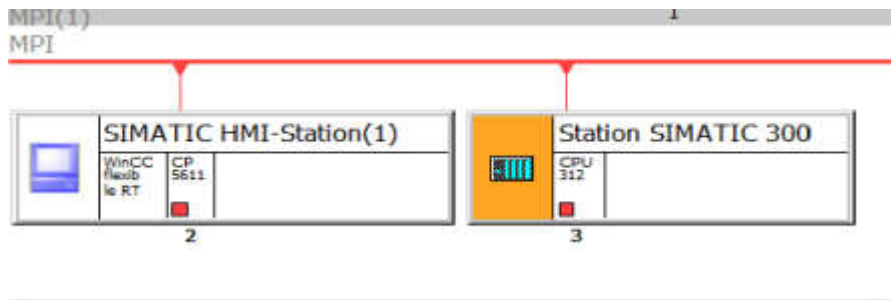 MPI(1)
1
MPI
SIMATIC HMI-Station(1)
WinCC
flexib
le RT
CP
5611
2
Station SIMATIC 300
CPU
312
3